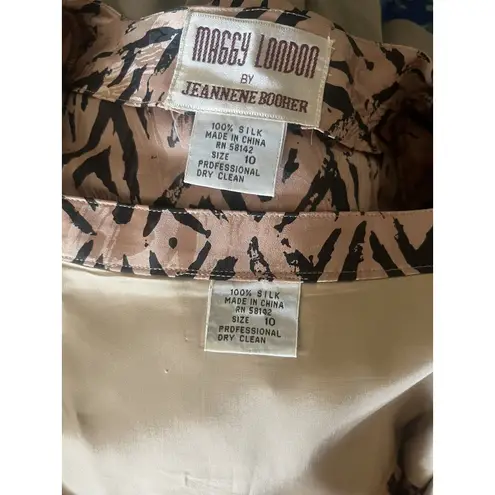 MAGGY LONDON
BY
JEANNENE BOOHER
100% SILK
MADE IN CHINA
RN 58142
SIZE 10
PROFESSIONAL
DRY CLEAN
100% SILK
MADE IN CHINA
RN 58142
SIZE 10
PROFESSIONAL
DRY CLEAN